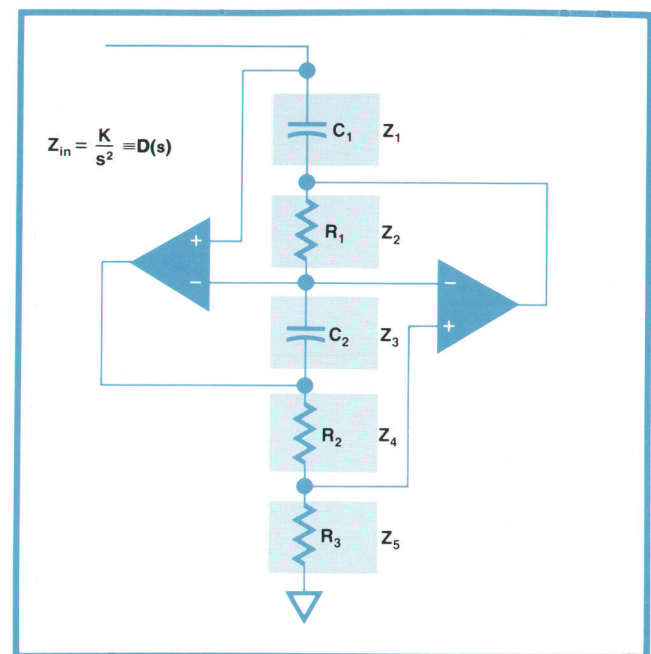 Z_in = K/s² ≡D(s)
C₁ Z₁
R₁ Z₂
+
−
−
+
C₂ Z₃
R₂ Z₄
R₃ Z₅